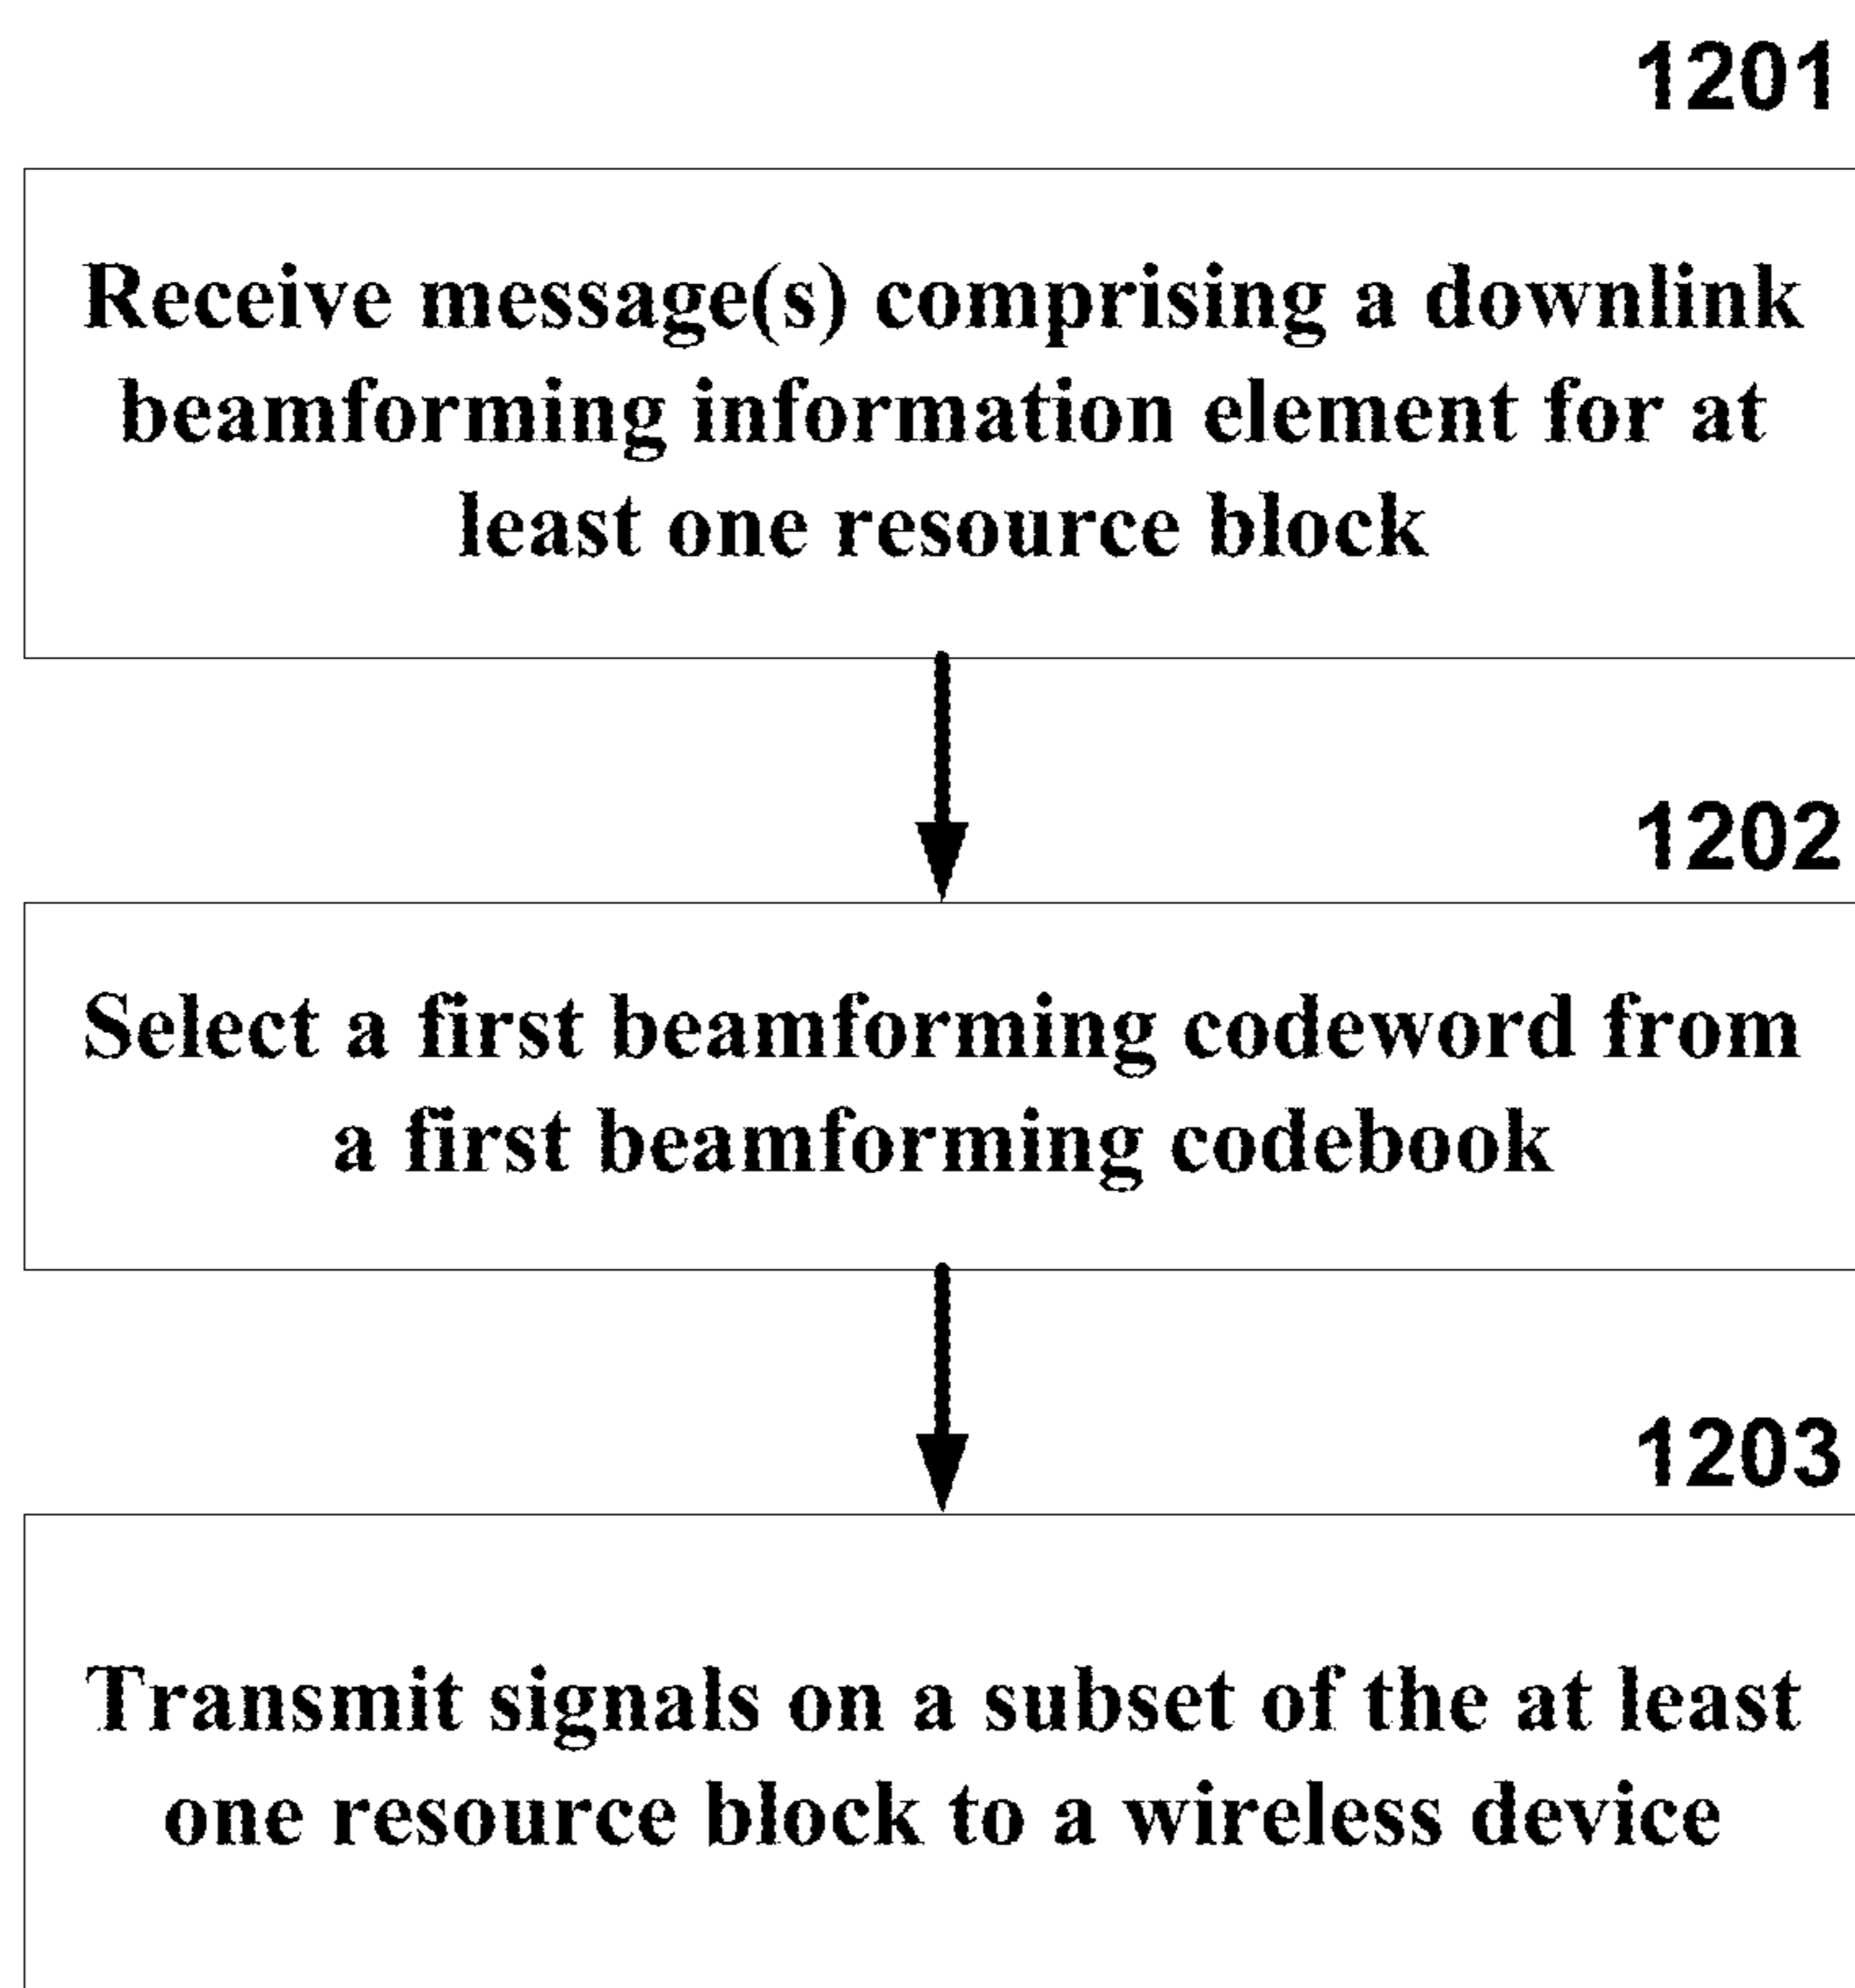 1201
Receive message(s) comprising a downlink
beamforming information element for at
least one resource block
1202
Select a first beamforming codeword from
a first beamforming codebook
1203
Transmit signals on a subset of the at least
one resource block to a wireless device